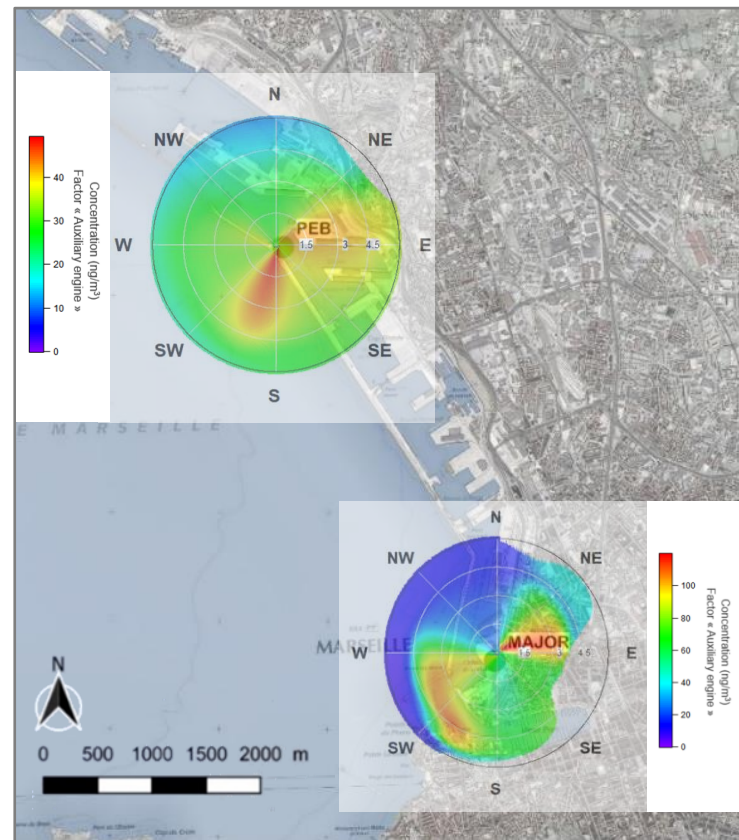 N
NW
NE
W
PEB
1.5
3
4.5
E
SW
SE
S
40
30
20
10
0
Concentration (ng/m³)
Factor « Auxiliary engine »
E MARSEILLE
N
NW
NE
MARSEILLE
W
MAJOR
1.5
3
4.5
E
SW
SE
S
100
80
60
40
20
0
Concentration (ng/m³)
Factor « Auxiliary engine »
N
0 500 1000 1500 2000 m